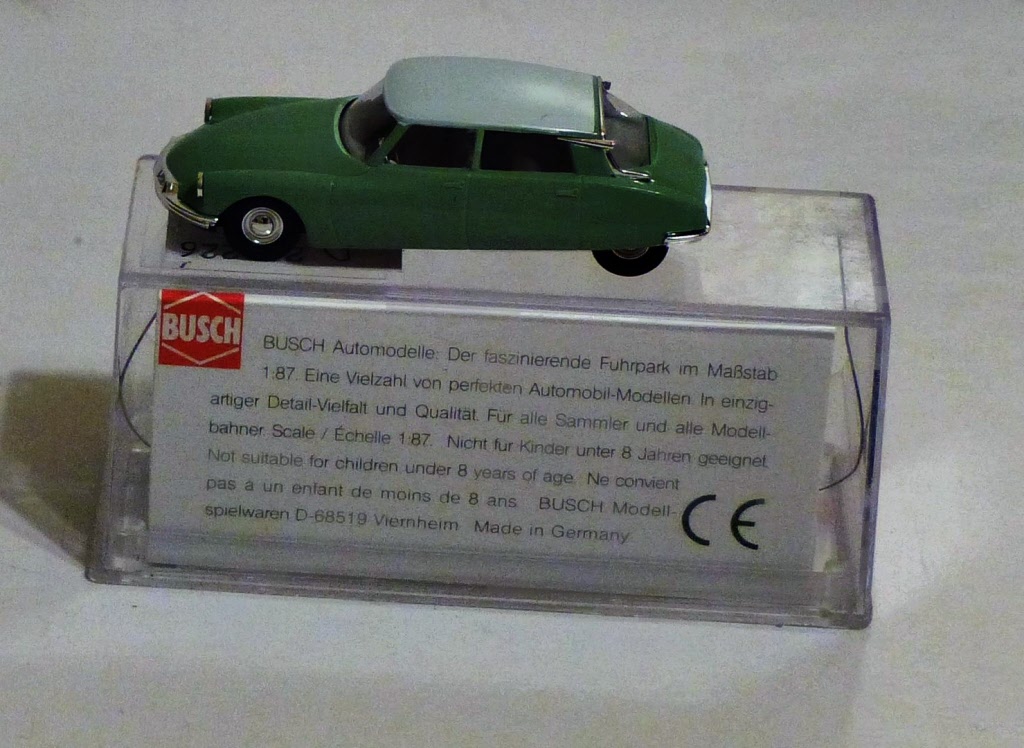 BUSCH
BUSCH Automodelle: Der faszinierende Fuhrpark im Maßstab
1:87. Eine Vielzahl von perfekten Automobil-Modellen. In einzig-
artiger Detail-Vielfalt und Qualität. Für alle Sammler und alle Modell-
bahner. Scale / Échelle 1:87. Nicht für Kinder unter 8 Jahren geeignet.
Not suitable for children under 8 years of age. Ne convient
pas à un enfant de moins de 8 ans. BUSCH Modell-
spielwaren D-68519 Viernheim. Made in Germany.
CE